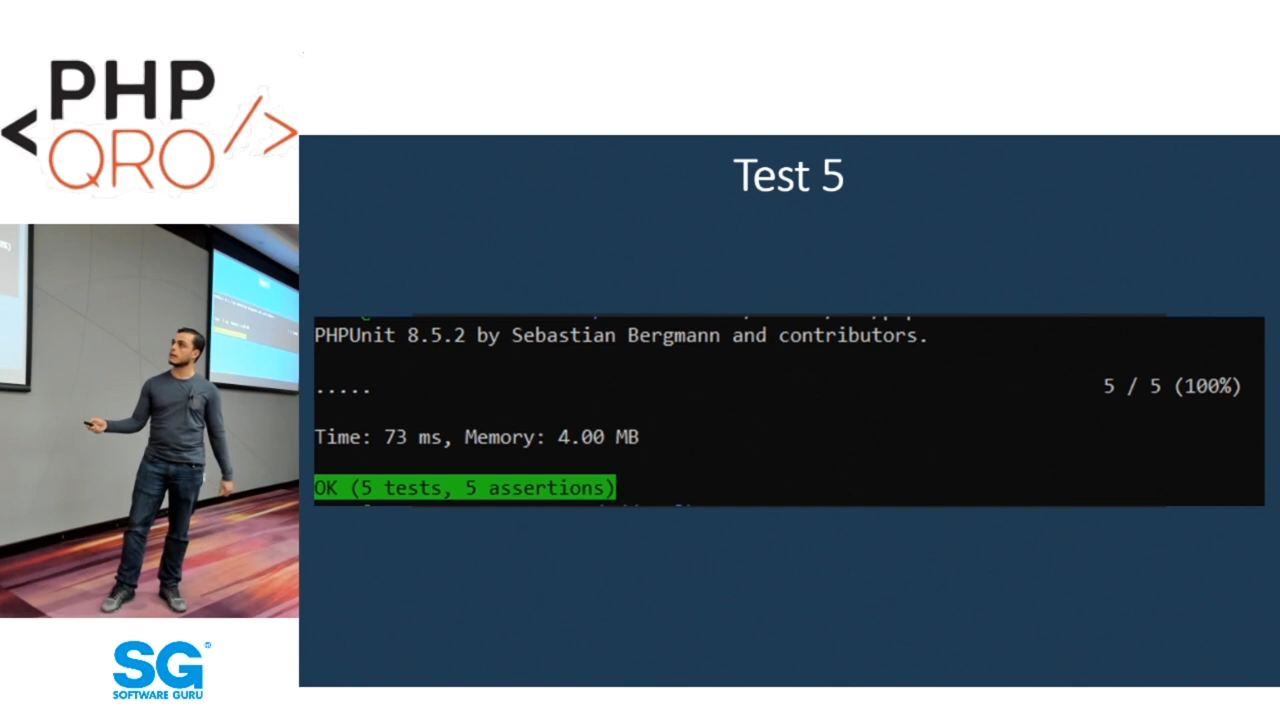 <PHP
QRO/>
Test 5
PHPUnit 8.5.2 by Sebastian Bergmann and contributors.
..... 5 / 5 (100%)
Time: 73 ms, Memory: 4.00 MB
OK (5 tests, 5 assertions)
SG®
SOFTWARE GURU